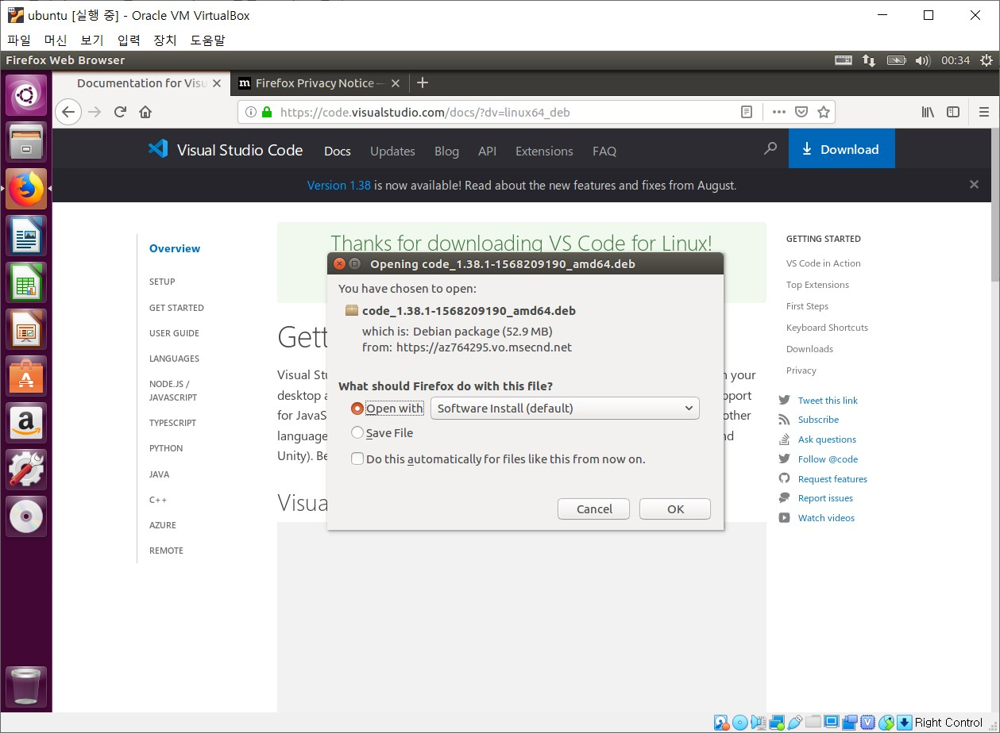 ubuntu [실행 중] - Oracle VM VirtualBox
파일 머신 보기 입력 장치 도움말
Firefox Web Browser 00:34
Documentation for Visu Firefox Privacy Notice —
https://code.visualstudio.com/docs/?dv=linux64_deb
Visual Studio Code Docs Updates Blog API Extensions FAQ Download
Version 1.38 is now available! Read about the new features and fixes from August.
Overview
SETUP
GET STARTED
USER GUIDE
LANGUAGES
NODE.JS /
JAVASCRIPT
TYPESCRIPT
PYTHON
JAVA
C++
AZURE
REMOTE
Thanks for downloading VS Code for Linux!
Opening code_1.38.1-1568209190_amd64.deb
You have chosen to open:
code_1.38.1-1568209190_amd64.deb
which is: Debian package (52.9 MB)
from: https://az764295.vo.msecnd.net
What should Firefox do with this file?
Open with Software Install (default)
Save File
Do this automatically for files like this from now on.
Cancel OK
Gett
Visual Stu n your
desktop a pport
for JavaS other
language nd
Unity). Be
Visua
GETTING STARTED
VS Code in Action
Top Extensions
First Steps
Keyboard Shortcuts
Downloads
Privacy
Tweet this link
Subscribe
Ask questions
Follow @code
Request features
Report issues
Watch videos
Right Control